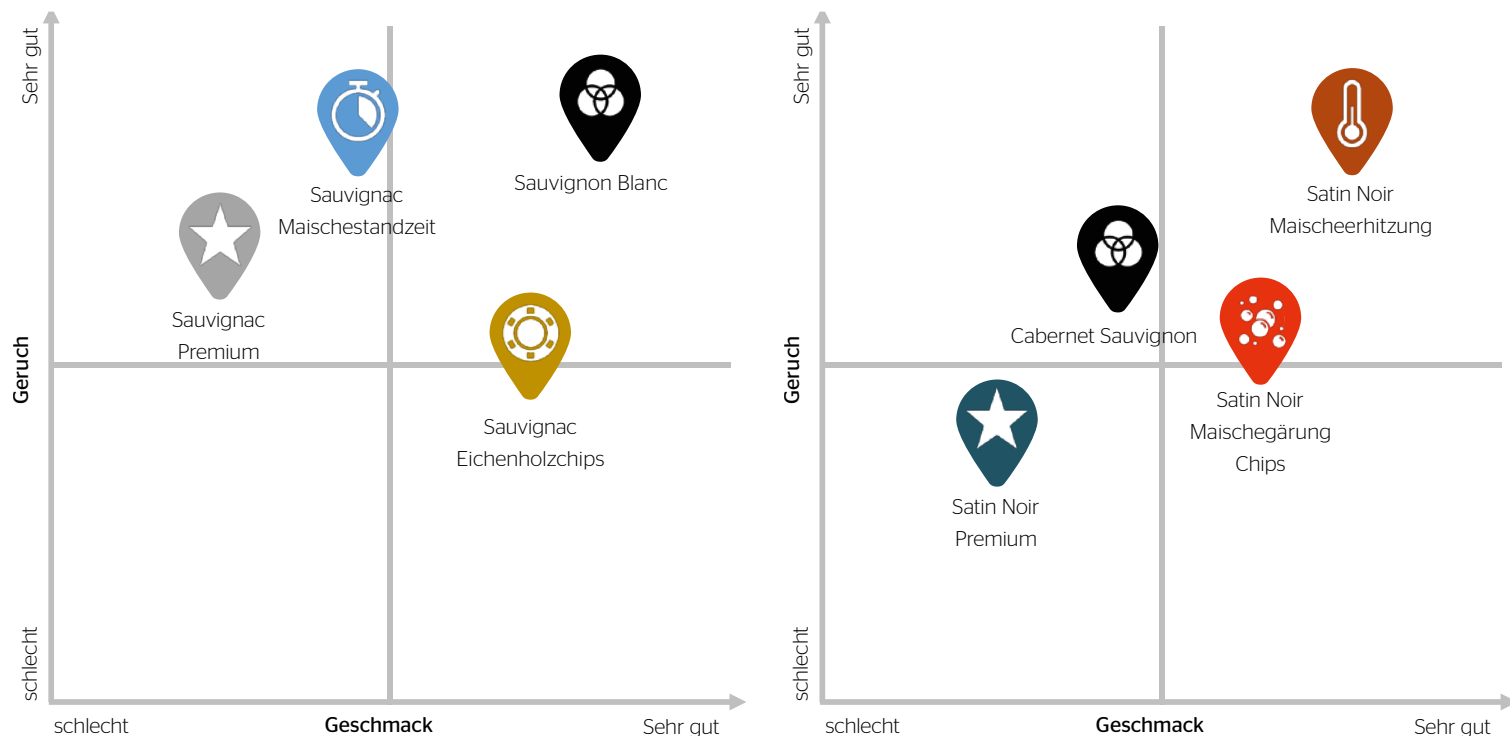 Sehr gut
Geruch
schlecht
Sauvignac
Maischestandzeit
Sauvignon Blanc
Sauvignac
Premium
Sauvignac
Eichenholzchips
schlecht
Geschmack
Sehr gut
Sehr gut
Geruch
schlecht
Satin Noir
Maischeerhitzung
Cabernet Sauvignon
Satin Noir
Maischegärung
Chips
Satin Noir
Premium
schlecht
Geschmack
Sehr gut